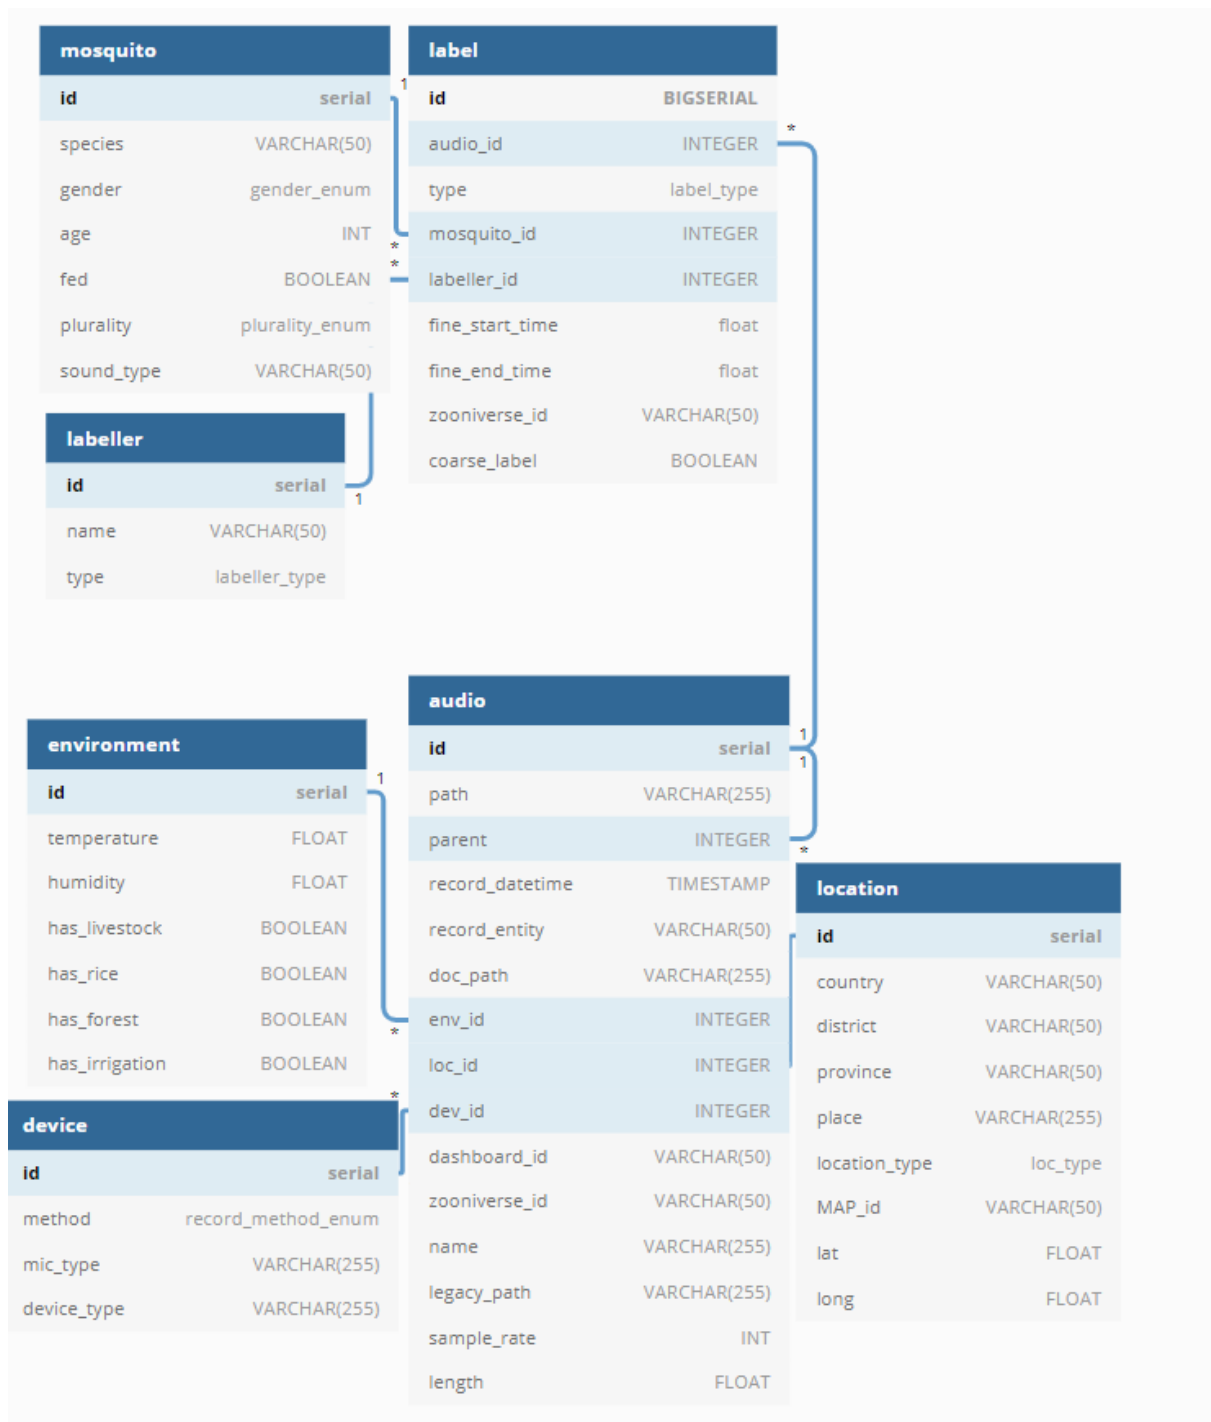 mosquito
id serial
species VARCHAR(50)
gender gender_enum
age INT
fed BOOLEAN
plurality plurality_enum
sound_type VARCHAR(50)
1
*
*
label
id BIGSERIAL
audio_id INTEGER
type label_type
mosquito_id INTEGER
labeller_id INTEGER
fine_start_time float
fine_end_time float
zooniverse_id VARCHAR(50)
coarse_label BOOLEAN
*
labeller
id serial
name VARCHAR(50)
type labeller_type
1
environment
id serial
temperature FLOAT
humidity FLOAT
has_livestock BOOLEAN
has_rice BOOLEAN
has_forest BOOLEAN
has_irrigation BOOLEAN
1
*
*
device
id serial
method record_method_enum
mic_type VARCHAR(255)
device_type VARCHAR(255)
audio
id serial
path VARCHAR(255)
parent INTEGER
record_datetime TIMESTAMP
record_entity VARCHAR(50)
doc_path VARCHAR(255)
env_id INTEGER
loc_id INTEGER
dev_id INTEGER
dashboard_id VARCHAR(50)
zooniverse_id VARCHAR(50)
name VARCHAR(255)
legacy_path VARCHAR(255)
sample_rate INT
length FLOAT
1
1
*
location
id serial
country VARCHAR(50)
district VARCHAR(50)
province VARCHAR(50)
place VARCHAR(255)
location_type loc_type
MAP_id VARCHAR(50)
lat FLOAT
long FLOAT